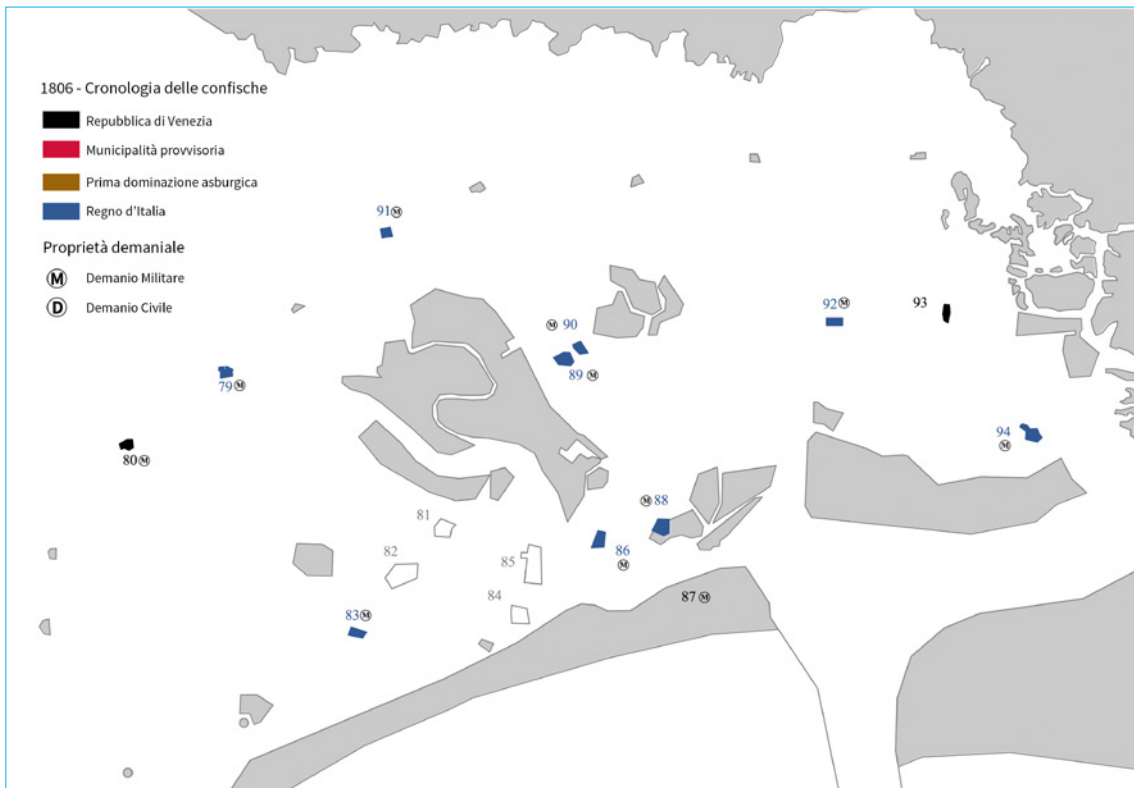 1806 - Cronologia delle confische
Repubblica di Venezia
Municipalità provvisoria
Prima dominazione asburgica
Regno d'Italia
Proprietà demaniale
M Demanio Militare
D Demanio Civile
91 M
92 M
93
M 90
89 M
79 M
80 M
94
M
M 88
81
82
85
86
M
84
87 M
83 M